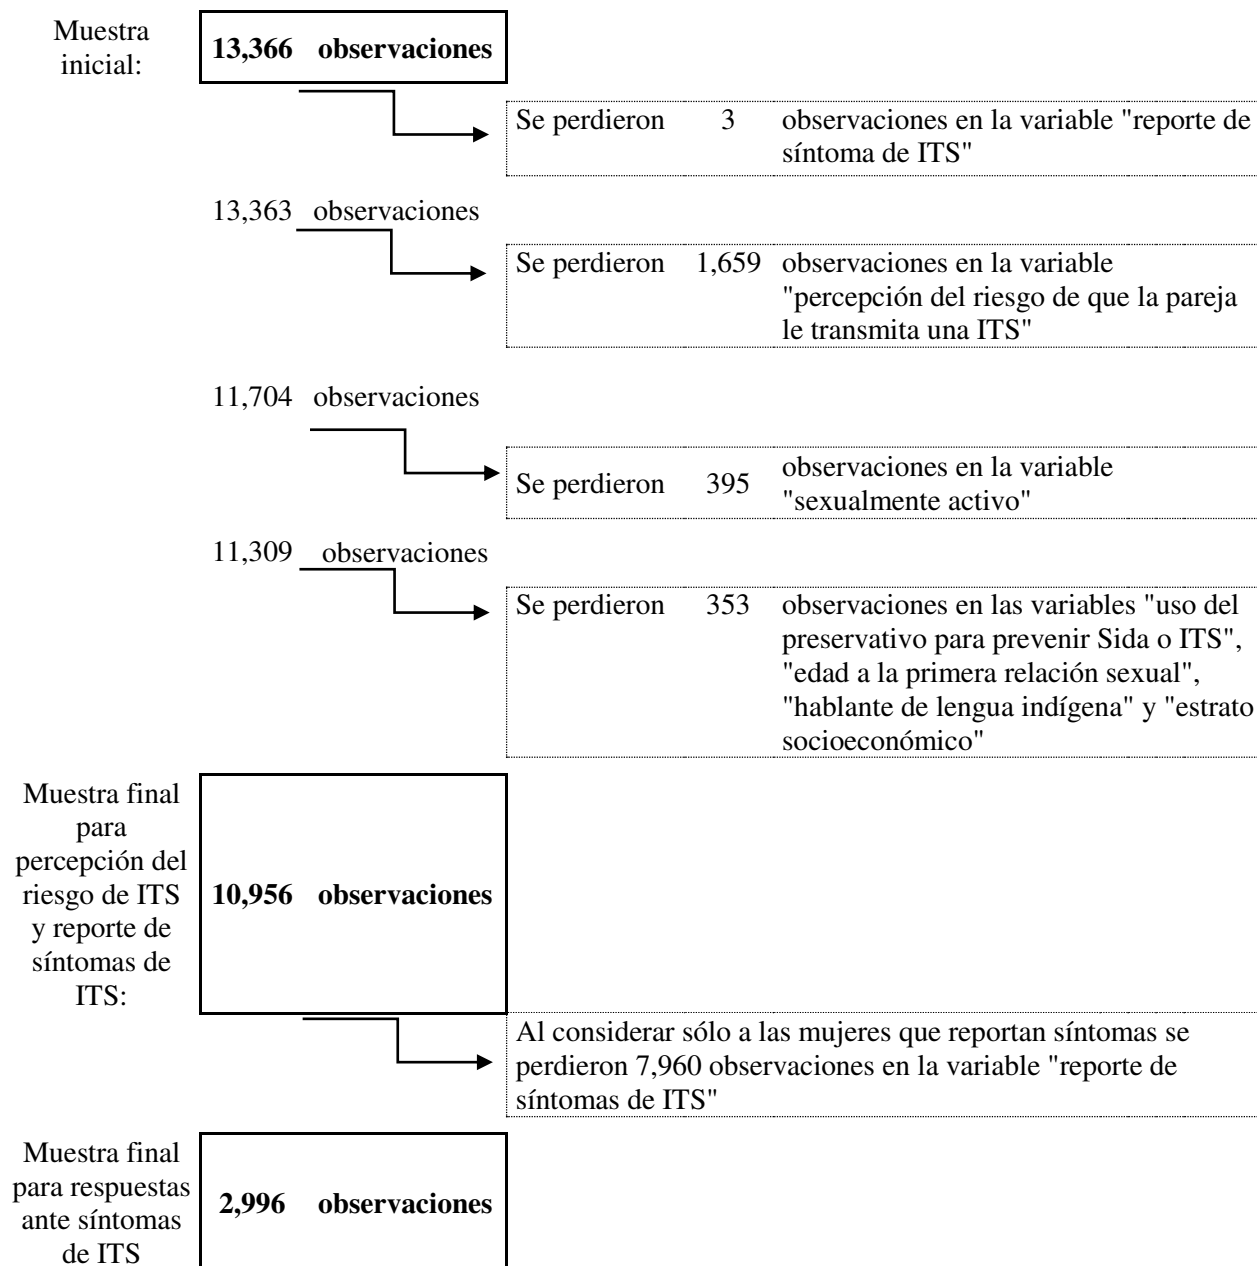 Muestra
inicial:
13,366 observaciones
Se perdieron 3 observaciones en la variable "reporte de
síntoma de ITS"
13,363 observaciones
Se perdieron 1,659 observaciones en la variable
"percepción del riesgo de que la pareja
le transmita una ITS"
11,704 observaciones
Se perdieron 395 observaciones en la variable
"sexualmente activo"
11,309 observaciones
Se perdieron 353 observaciones en las variables "uso del
preservativo para prevenir Sida o ITS",
"edad a la primera relación sexual",
"hablante de lengua indígena" y "estrato
socioeconómico"
Muestra final
para
percepción del
riesgo de ITS
y reporte de
síntomas de
ITS:
10,956 observaciones
Al considerar sólo a las mujeres que reportan síntomas se
perdieron 7,960 observaciones en la variable "reporte de
síntomas de ITS"
Muestra final
para respuestas
ante síntomas
de ITS
2,996 observaciones